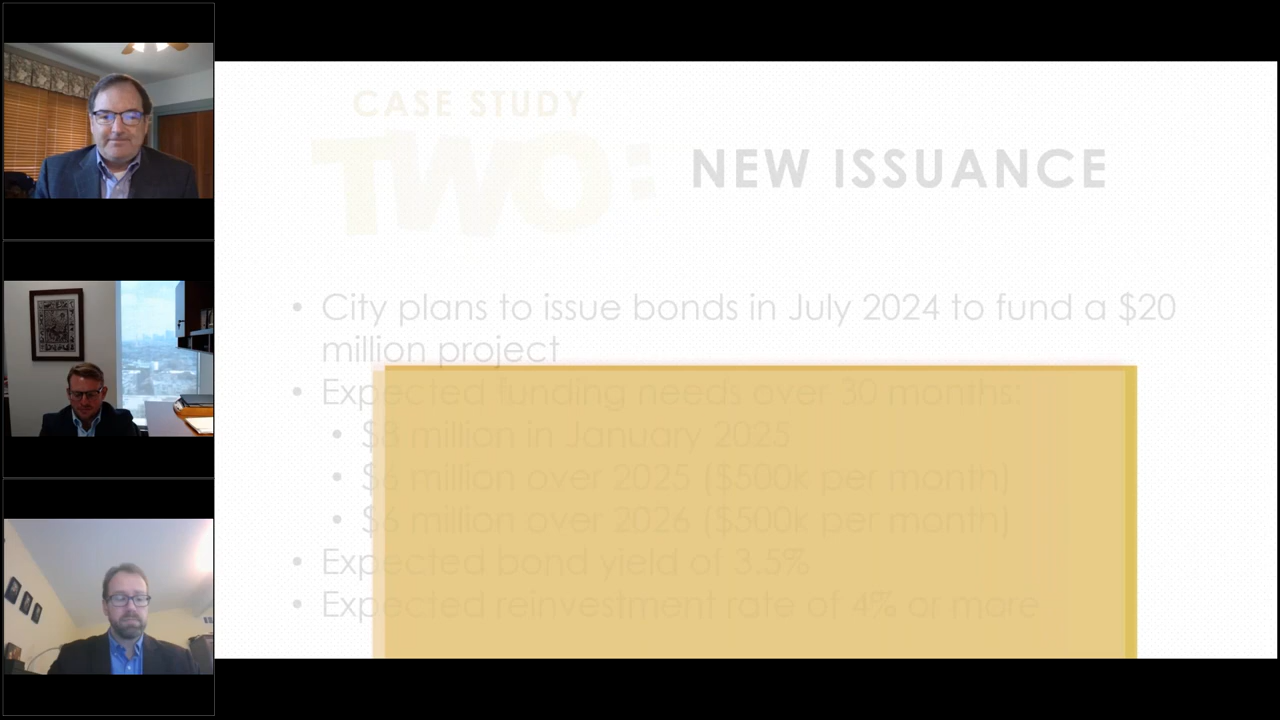 CASE STUDY
TWO:
NEW ISSUANCE
• City plans to issue bonds in July 2024 to fund a $20
million project
• Expected funding needs over 30 months:
• $8 million in January 2025
• $6 million over 2025 ($500k per month)
• $6 million over 2026 ($500k per month)
• Expected bond yield of 3.5%
• Expected reinvestment rate of 4% or more